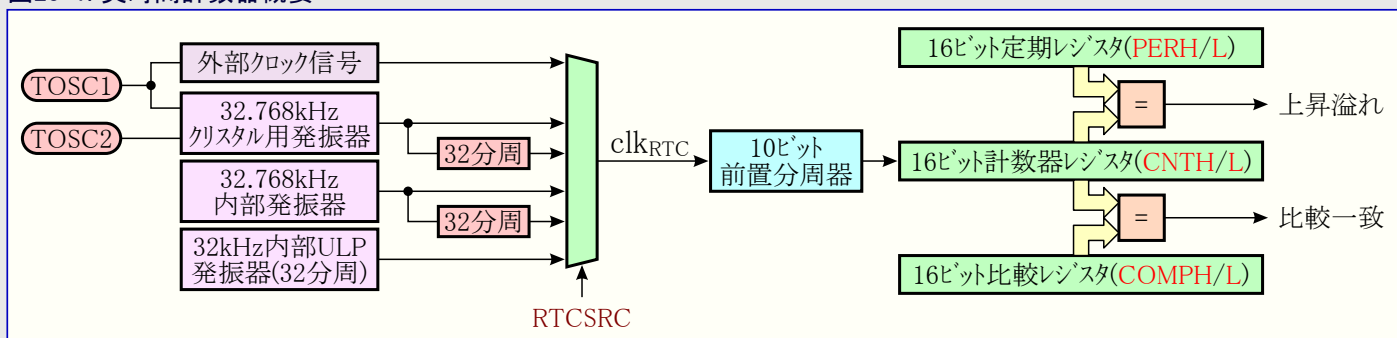 TOSC1
TOSC2
外部クロック信号
32.768kHz
クリスタル用発振器
32分周
32.768kHz
内部発振器
32分周
32kHz内部ULP
発振器(32分周)
RTCSRC
clkRTC
10ビット
前置分周器
16ビット定期レジスタ(PERH/L)
=
上昇溢れ
16ビット計数器レジスタ(CNTH/L)
=
比較一致
16ビット比較レジスタ(COMPH/L)